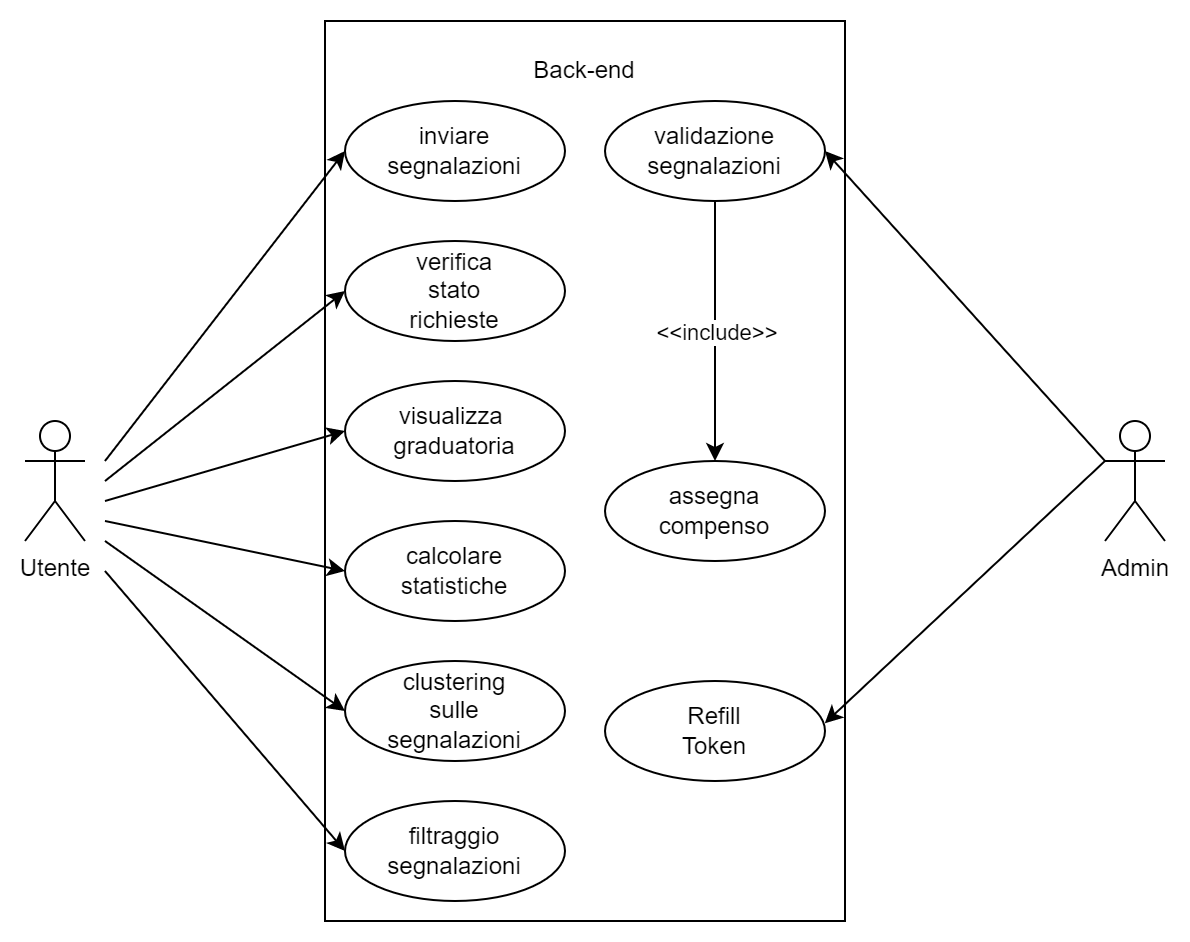 Back-end
inviare
segnalazioni
validazione
segnalazioni
verifica
stato
richieste
<<include>>
visualizza
graduatoria
assegna
compenso
Utente
Admin
calcolare
statistiche
clustering
sulle
segnalazioni
Refill
Token
filtraggio
segnalazioni